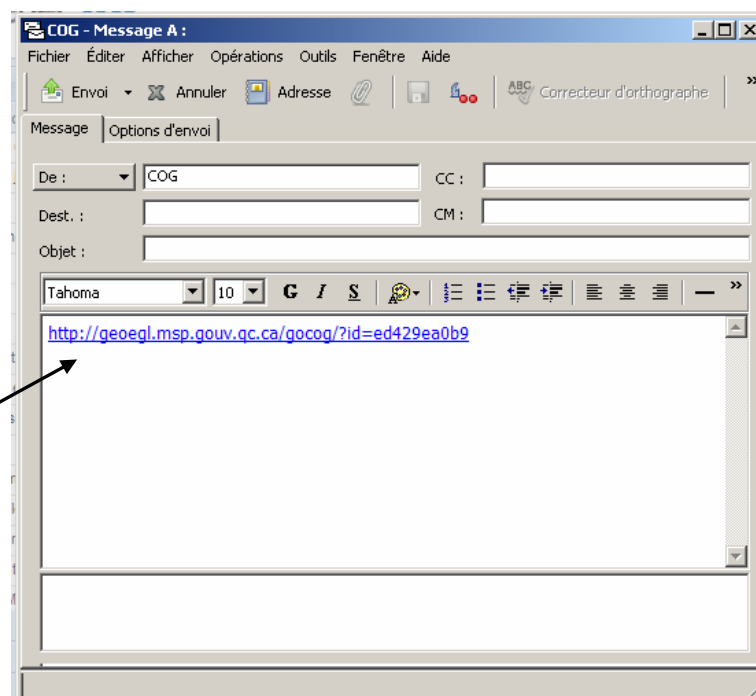 COG - Message A :
Fichier Éditer Afficher Opérations Outils Fenêtre Aide
Envoi Annuler Adresse ABC Correcteur d'orthographe »
Message Options d'envoi
De : COG CC :
Dest. : CM :
Objet :
Tahoma 10 G I S »
http://geoegl.msp.gouv.qc.ca/gocog/?id=ed429ea0b9